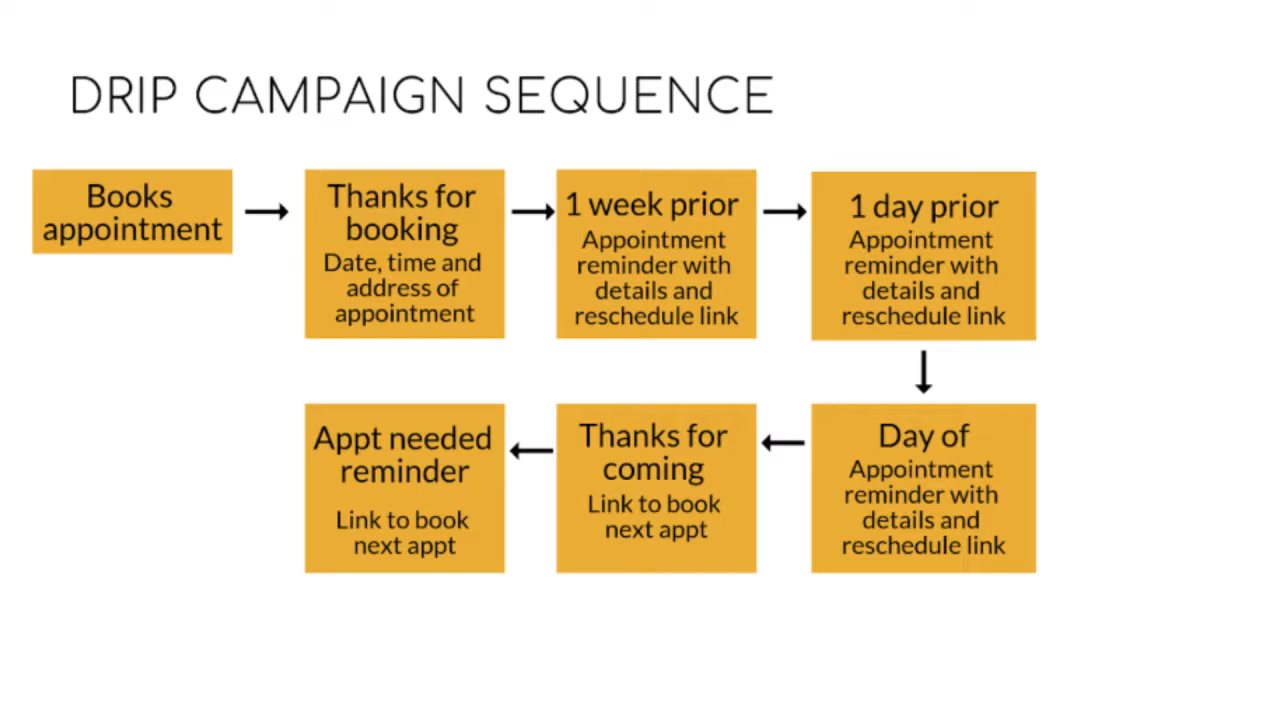 DRIP CAMPAIGN SEQUENCE
Books
appointment
Thanks for
booking
Date, time and
address of
appointment
1 week prior
Appointment
reminder with
details and
reschedule link
1 day prior
Appointment
reminder with
details and
reschedule link
Day of
Appointment
reminder with
details and
reschedule link
Thanks for
coming
Link to book
next appt
Appt needed
reminder
Link to book
next appt